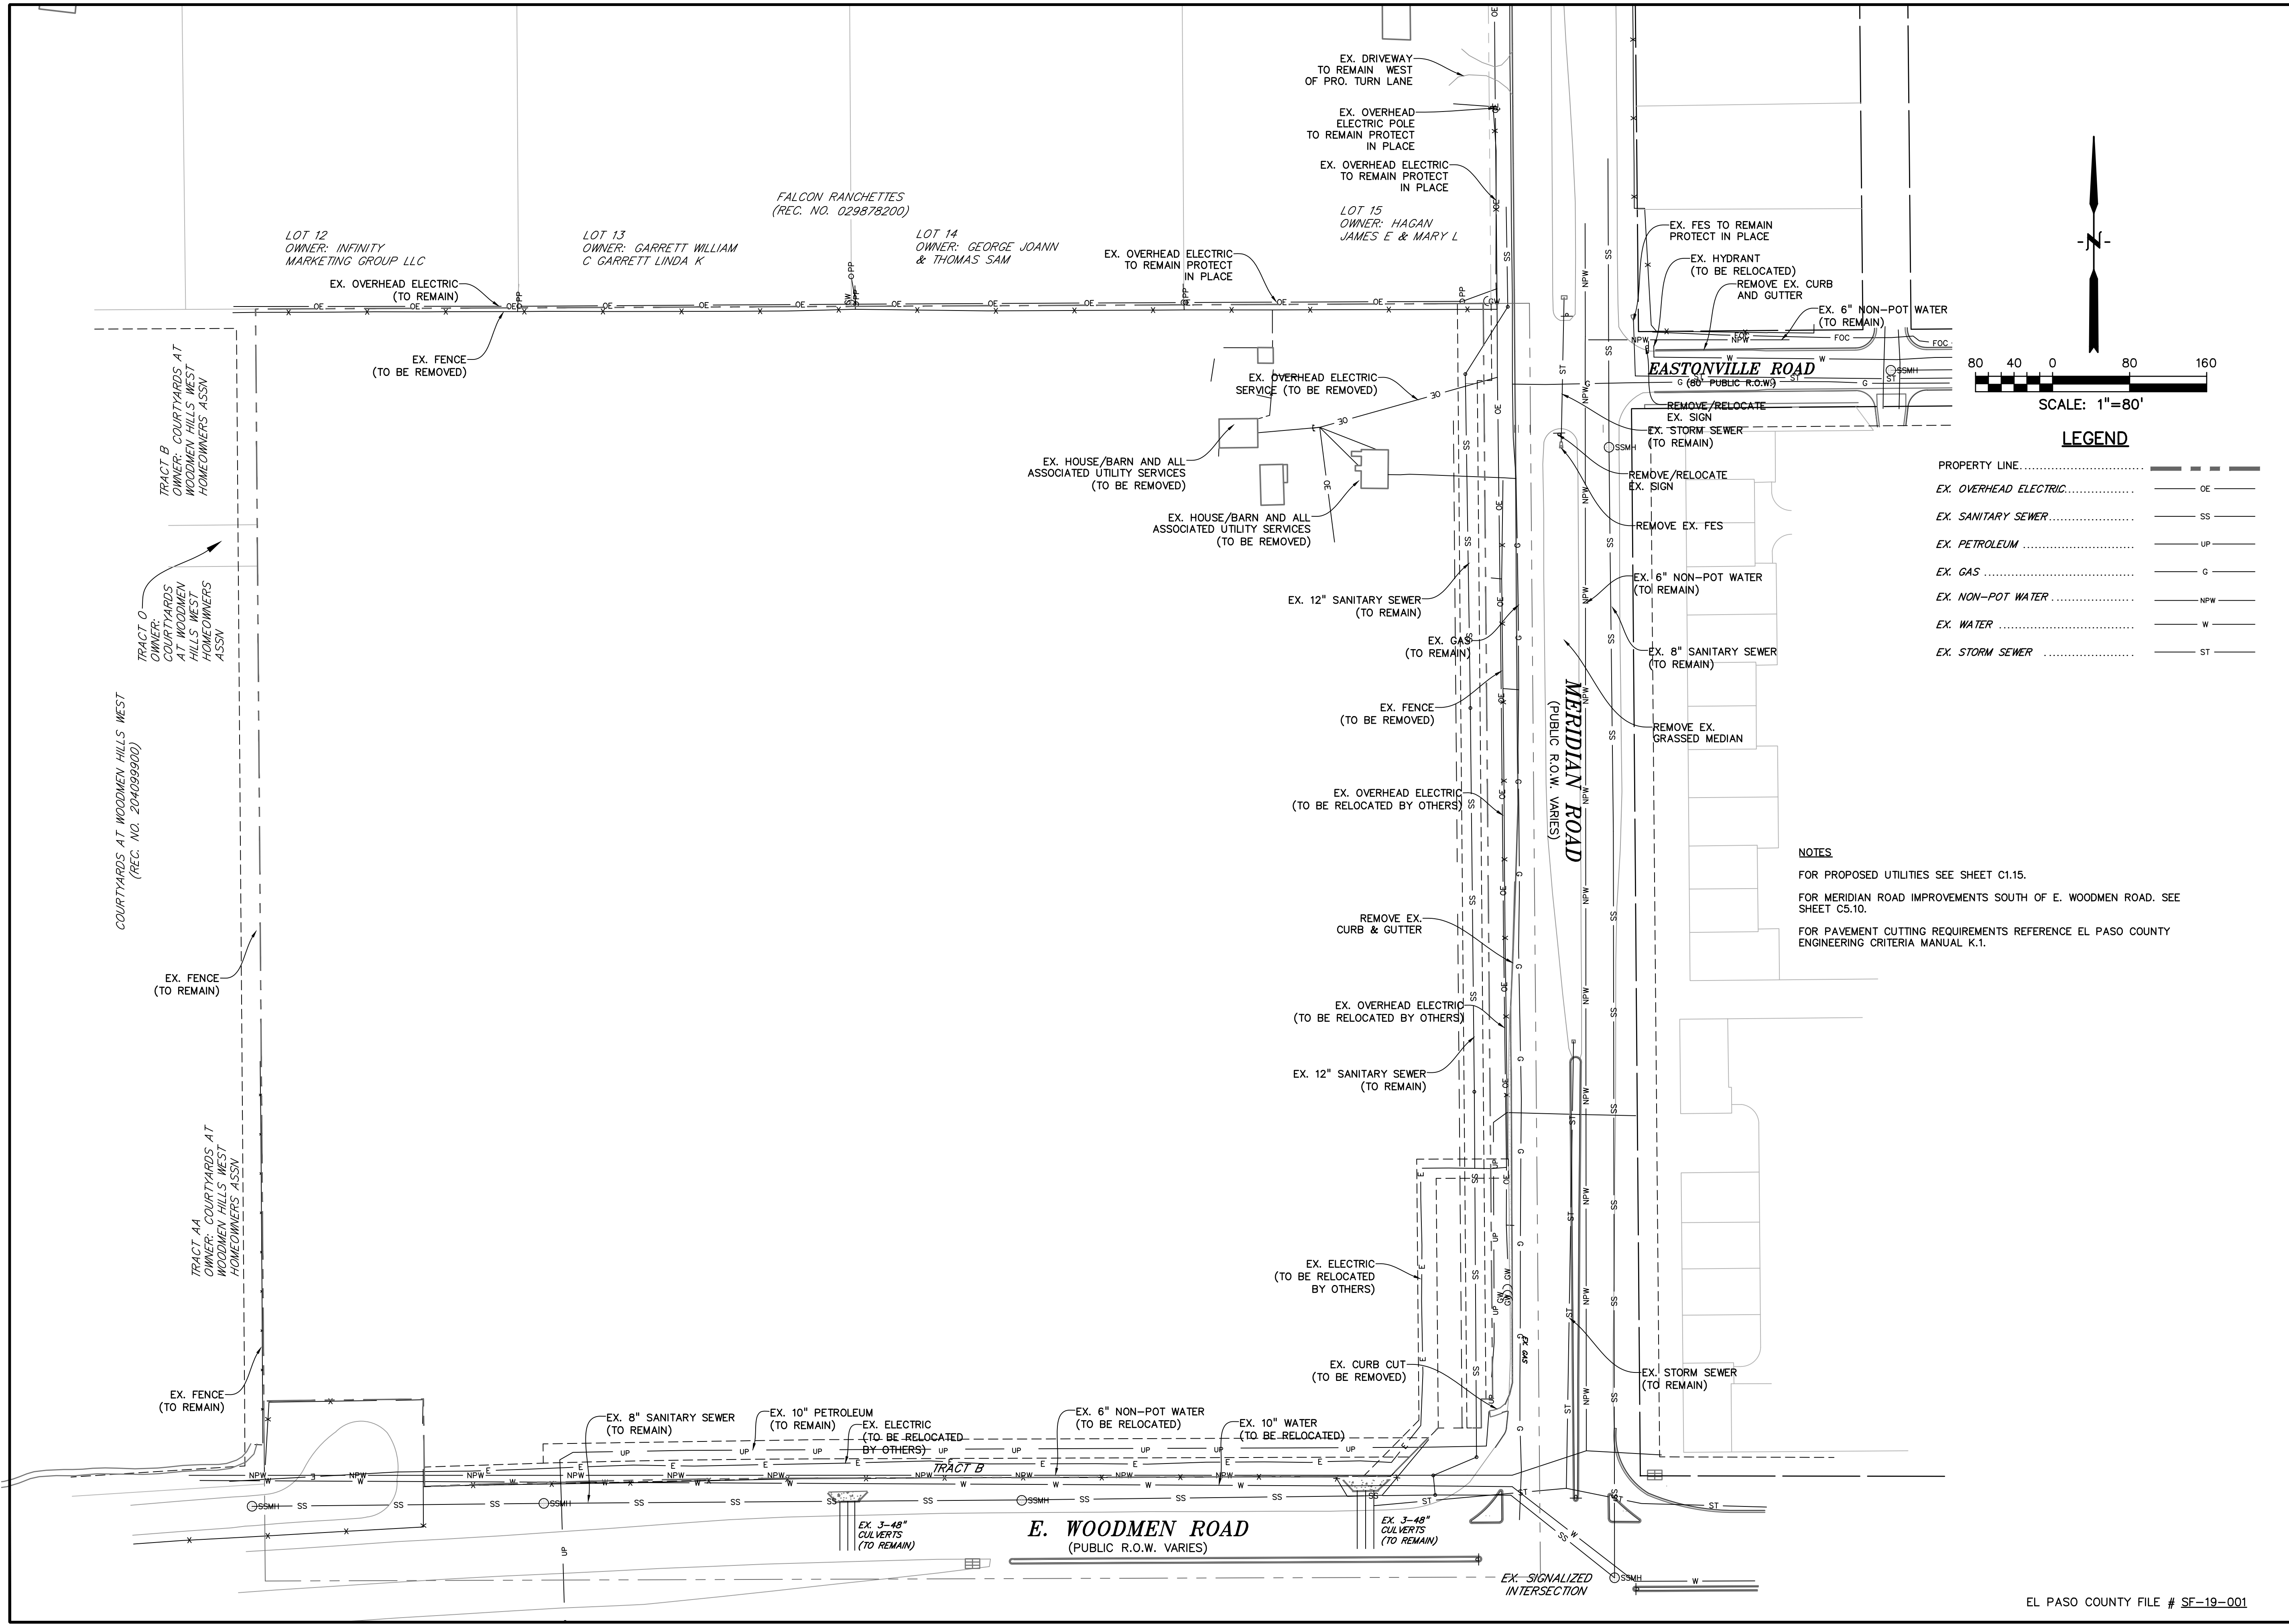 EX. DRIVEWAY
TO REMAIN WEST
OF PRO. TURN LANE
EX. OVERHEAD
ELECTRIC POLE
TO REMAIN PROTECT
IN PLACE
EX. OVERHEAD ELECTRIC
TO REMAIN PROTECT
IN PLACE
FALCON RANCHETTES
(REC. NO. 029878200)
LOT 12
OWNER: INFINITY
MARKETING GROUP LLC
LOT 13
OWNER: GARRETT WILLIAM
C GARRETT LINDA K
LOT 14
OWNER: GEORGE JOANN
& THOMAS SAM
LOT 15
OWNER: HAGAN
JAMES E & MARY L
EX. OVERHEAD ELECTRIC
(TO REMAIN)
EX. OVERHEAD ELECTRIC
TO REMAIN PROTECT
IN PLACE
EX. FENCE
(TO BE REMOVED)
EX. FES TO REMAIN
PROTECT IN PLACE
EX. HYDRANT
(TO BE RELOCATED)
REMOVE EX. CURB
AND GUTTER
EX. 6" NON-POT WATER
(TO REMAIN)
EASTONVILLE ROAD
(80' PUBLIC R.O.W.)
SSMH
REMOVE/RELOCATE
EX. SIGN
EX. STORM SEWER
(TO REMAIN)
SSMH
REMOVE/RELOCATE
EX. SIGN
REMOVE EX. FES
80 40 0 80 160
SCALE: 1"=80'
LEGEND
PROPERTY LINE
EX. OVERHEAD ELECTRIC OE
EX. SANITARY SEWER SS
EX. PETROLEUM UP
EX. GAS G
EX. NON-POT WATER NPW
EX. WATER W
EX. STORM SEWER ST
TRACT B
OWNER: COURTYARDS AT
WOODMEN HILLS WEST
HOMEOWNERS ASSN
EX. OVERHEAD ELECTRIC
SERVICE (TO BE REMOVED)
EX. HOUSE/BARN AND ALL
ASSOCIATED UTILITY SERVICES
(TO BE REMOVED)
EX. HOUSE/BARN AND ALL
ASSOCIATED UTILITY SERVICES
(TO BE REMOVED)
TRACT O
OWNER:
COURTYARDS
AT WOODMEN
HILLS WEST
HOMEOWNERS
ASSN
EX. 12" SANITARY SEWER
(TO REMAIN)
EX. GAS
(TO REMAIN)
EX. 6" NON-POT WATER
(TO REMAIN)
EX. 8" SANITARY SEWER
(TO REMAIN)
EX. FENCE
(TO BE REMOVED)
MERIDIAN ROAD
(PUBLIC R.O.W. VARIES)
REMOVE EX.
GRASSED MEDIAN
COURTYARDS AT WOODMEN HILLS WEST
(REC. NO. 204099900)
EX. OVERHEAD ELECTRIC
(TO BE RELOCATED BY OTHERS)
NOTES
FOR PROPOSED UTILITIES SEE SHEET C1.15.
FOR MERIDIAN ROAD IMPROVEMENTS SOUTH OF E. WOODMEN ROAD. SEE
SHEET C5.10.
FOR PAVEMENT CUTTING REQUIREMENTS REFERENCE EL PASO COUNTY
ENGINEERING CRITERIA MANUAL K.1.
REMOVE EX.
CURB & GUTTER
EX. FENCE
(TO REMAIN)
EX. OVERHEAD ELECTRIC
(TO BE RELOCATED BY OTHERS)
EX. 12" SANITARY SEWER
(TO REMAIN)
TRACT AA
OWNER: COURTYARDS AT
WOODMEN HILLS WEST
HOMEOWNERS ASSN
EX. ELECTRIC
(TO BE RELOCATED
BY OTHERS)
EX. GAS
EX. CURB CUT
(TO BE REMOVED)
EX. STORM SEWER
(TO REMAIN)
EX. FENCE
(TO REMAIN)
EX. 8" SANITARY SEWER
(TO REMAIN)
EX. 10" PETROLEUM
(TO REMAIN)
EX. ELECTRIC
(TO BE RELOCATED
BY OTHERS)
EX. 6" NON-POT WATER
(TO BE RELOCATED)
EX. 10" WATER
(TO BE RELOCATED)
TRACT B
SSMH
SSMH
SSMH
EX. 3-48"
CULVERTS
(TO REMAIN)
E. WOODMEN ROAD
(PUBLIC R.O.W. VARIES)
EX. 3-48"
CULVERTS
(TO REMAIN)
EX. SIGNALIZED
INTERSECTION
SSMH
EL PASO COUNTY FILE # SF-19-001